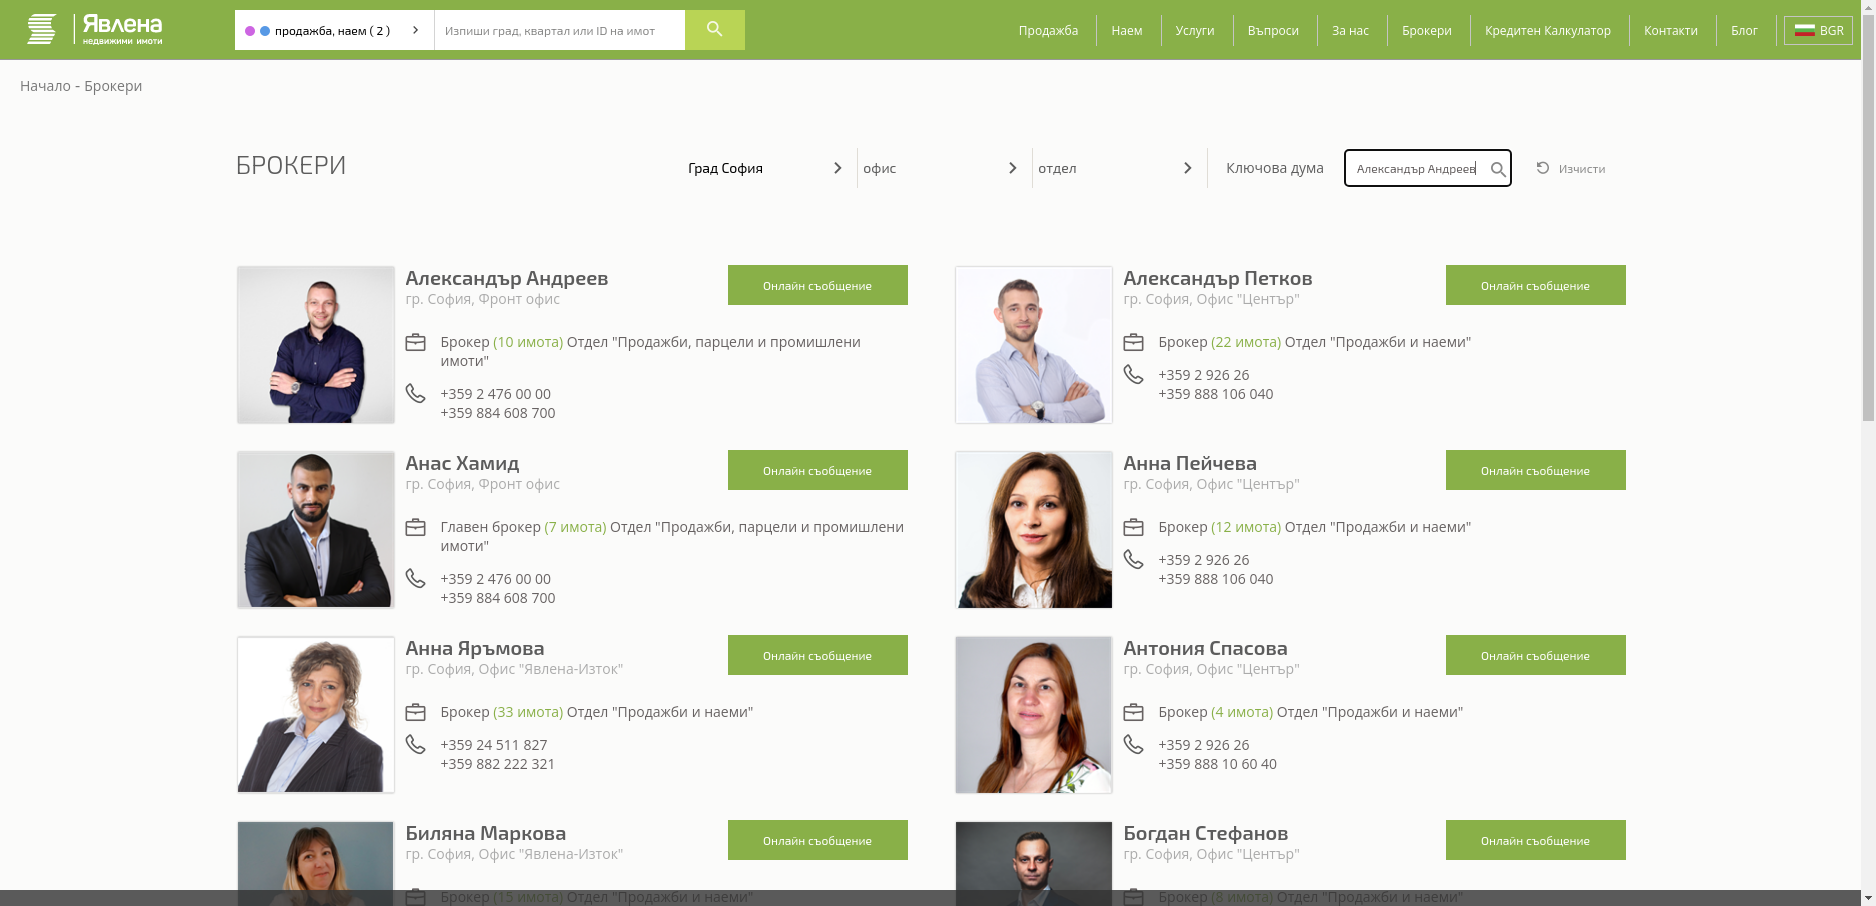 Явлена
недвижими имоти
продажба, наем ( 2 )
Изпиши град, квартал или ID на имот
Продажба
Наем
Услуги
Въпроси
За нас
Брокери
Кредитен Калкулатор
Контакти
Блог
BGR
Начало - Брокери
БРОКЕРИ
Град София
офис
отдел
Ключова дума
Александър Андреев
Изчисти
Александър Андреев
гр. София, Фронт офис
Онлайн съобщение
Брокер (10 имота) Отдел "Продажби, парцели и промишлени
имоти"
+359 2 476 00 00
+359 884 608 700
Александър Петков
гр. София, Офис "Център"
Онлайн съобщение
Брокер (22 имота) Отдел "Продажби и наеми"
+359 2 926 26
+359 888 106 040
Анас Хамид
гр. София, Фронт офис
Онлайн съобщение
Главен брокер (7 имота) Отдел "Продажби, парцели и промишлени
имоти"
+359 2 476 00 00
+359 884 608 700
Анна Пейчева
гр. София, Офис "Център"
Онлайн съобщение
Брокер (12 имота) Отдел "Продажби и наеми"
+359 2 926 26
+359 888 106 040
Анна Яръмова
гр. София, Офис "Явлена-Изток"
Онлайн съобщение
Брокер (33 имота) Отдел "Продажби и наеми"
+359 24 511 827
+359 882 222 321
Антония Спасова
гр. София, Офис "Център"
Онлайн съобщение
Брокер (4 имота) Отдел "Продажби и наеми"
+359 2 926 26
+359 888 10 60 40
Биляна Маркова
гр. София, Офис "Явлена-Изток"
Онлайн съобщение
Брокер (15 имота) Отдел "Продажби и наеми"
Богдан Стефанов
гр. София, Офис "Център"
Онлайн съобщение
Брокер (8 имота) Отдел "Продажби и наеми"